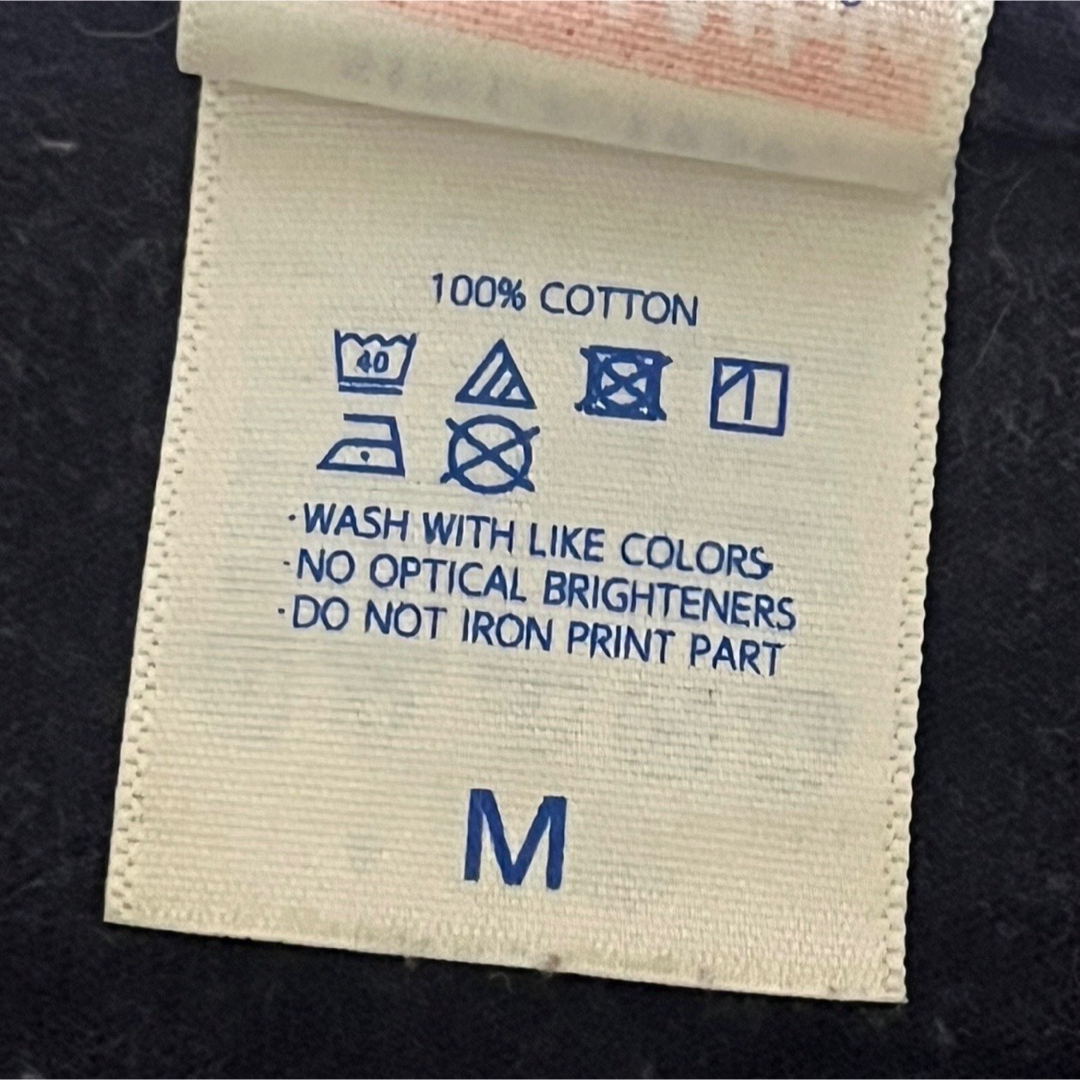 100% COTTON
40
·WASH WITH LIKE COLORS
·NO OPTICAL BRIGHTENERS
·DO NOT IRON PRINT PART
M